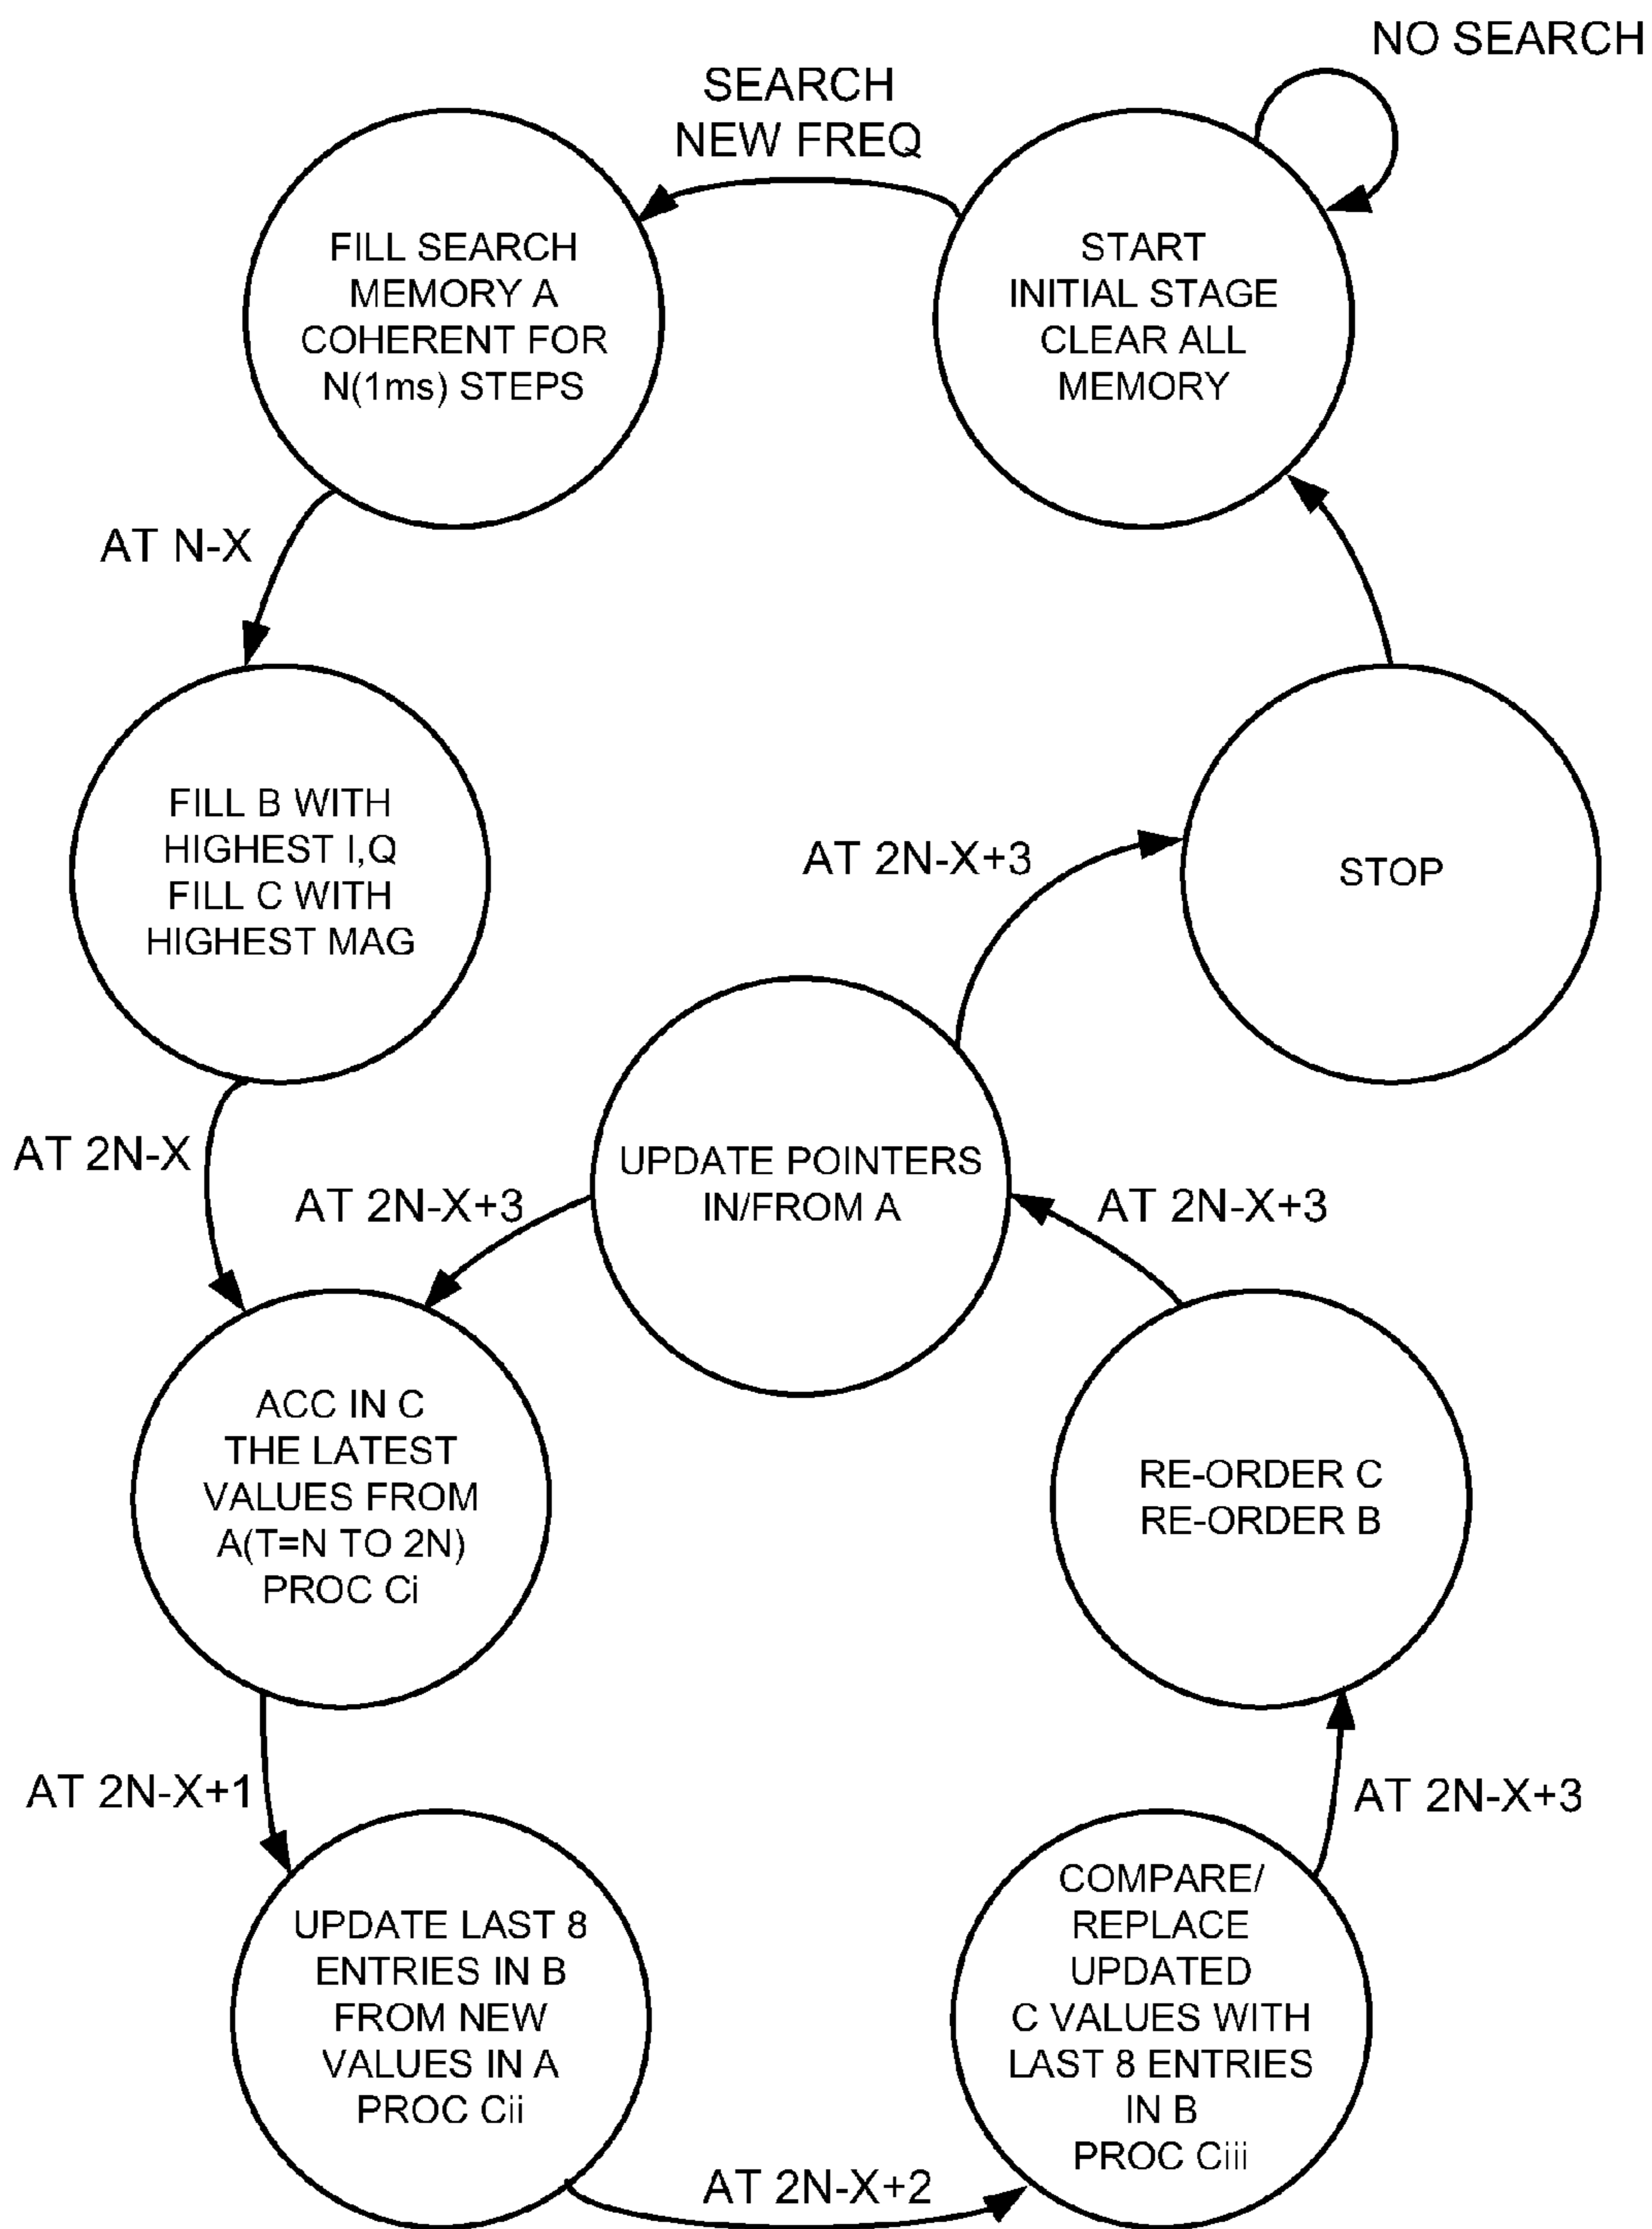 NO SEARCH
SEARCH
NEW FREQ
START
INITIAL STAGE
CLEAR ALL
MEMORY
FILL SEARCH
MEMORY A
COHERENT FOR
N(1ms) STEPS
AT N-X
FILL B WITH
HIGHEST I,Q
FILL C WITH
HIGHEST MAG
AT 2N-X+3
STOP
AT 2N-X
AT 2N-X+3
UPDATE POINTERS
IN/FROM A
AT 2N-X+3
ACC IN C
THE LATEST
VALUES FROM
A(T=N TO 2N)
PROC Ci
RE-ORDER C
RE-ORDER B
AT 2N-X+1
AT 2N-X+3
UPDATE LAST 8
ENTRIES IN B
FROM NEW
VALUES IN A
PROC Cii
COMPARE/
REPLACE
UPDATED
C VALUES WITH
LAST 8 ENTRIES
IN B
PROC Ciii
AT 2N-X+2